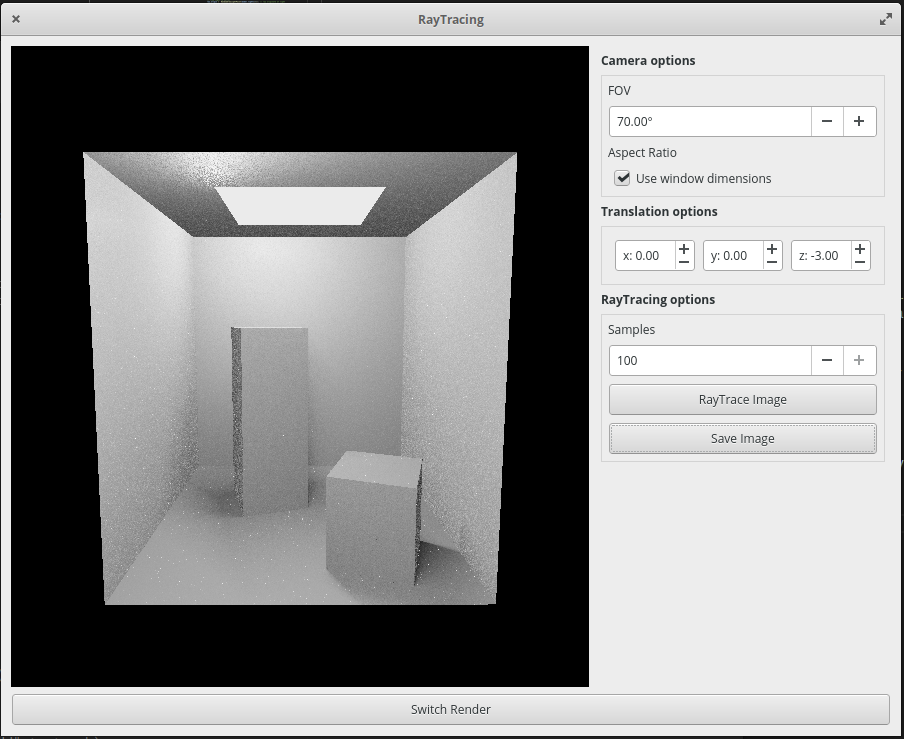 RayTracing
Camera options
FOV
70.00°
Aspect Ratio
Use window dimensions
Translation options
x: 0.00 y: 0.00 z: -3.00
RayTracing options
Samples
100
RayTrace Image
Save Image
Switch Render